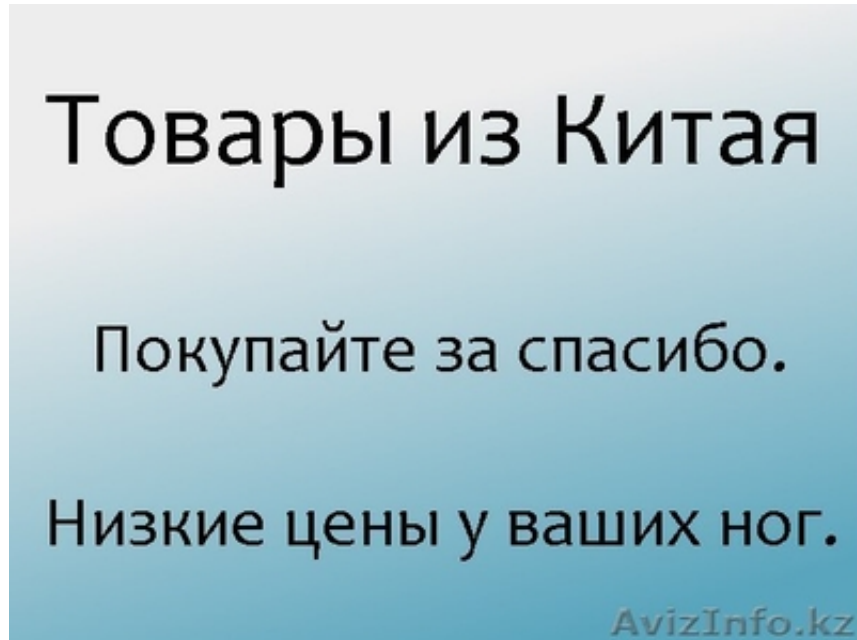 Товары из Китая
Покупайте за спасибо.
Низкие цены у ваших ног.
AvizInfo.kz